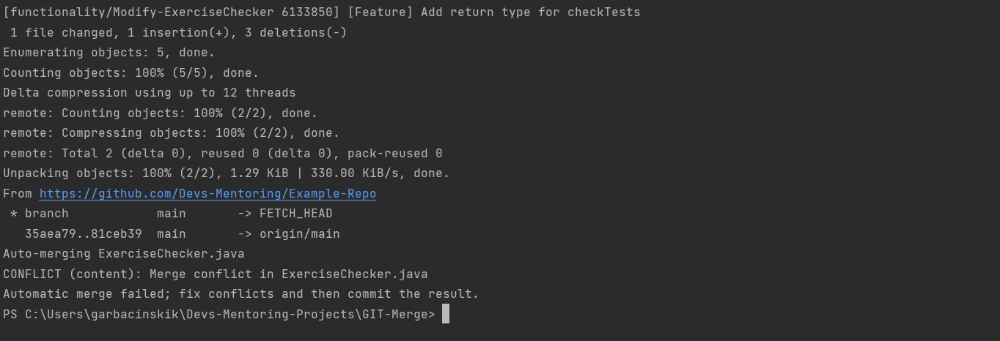 [functionality/Modify-ExerciseChecker 6133850] [Feature] Add return type for checkTests
 1 file changed, 1 insertion(+), 3 deletions(-)
Enumerating objects: 5, done.
Counting objects: 100% (5/5), done.
Delta compression using up to 12 threads
remote: Counting objects: 100% (2/2), done.
remote: Compressing objects: 100% (2/2), done.
remote: Total 2 (delta 0), reused 0 (delta 0), pack-reused 0
Unpacking objects: 100% (2/2), 1.29 KiB | 330.00 KiB/s, done.
From https://github.com/Devs-Mentoring/Example-Repo
 * branch            main       -> FETCH_HEAD
   35aea79..81ceb39  main       -> origin/main
Auto-merging ExerciseChecker.java
CONFLICT (content): Merge conflict in ExerciseChecker.java
Automatic merge failed; fix conflicts and then commit the result.
PS C:\Users\garbacinskik\Devs-Mentoring-Projects\GIT-Merge>